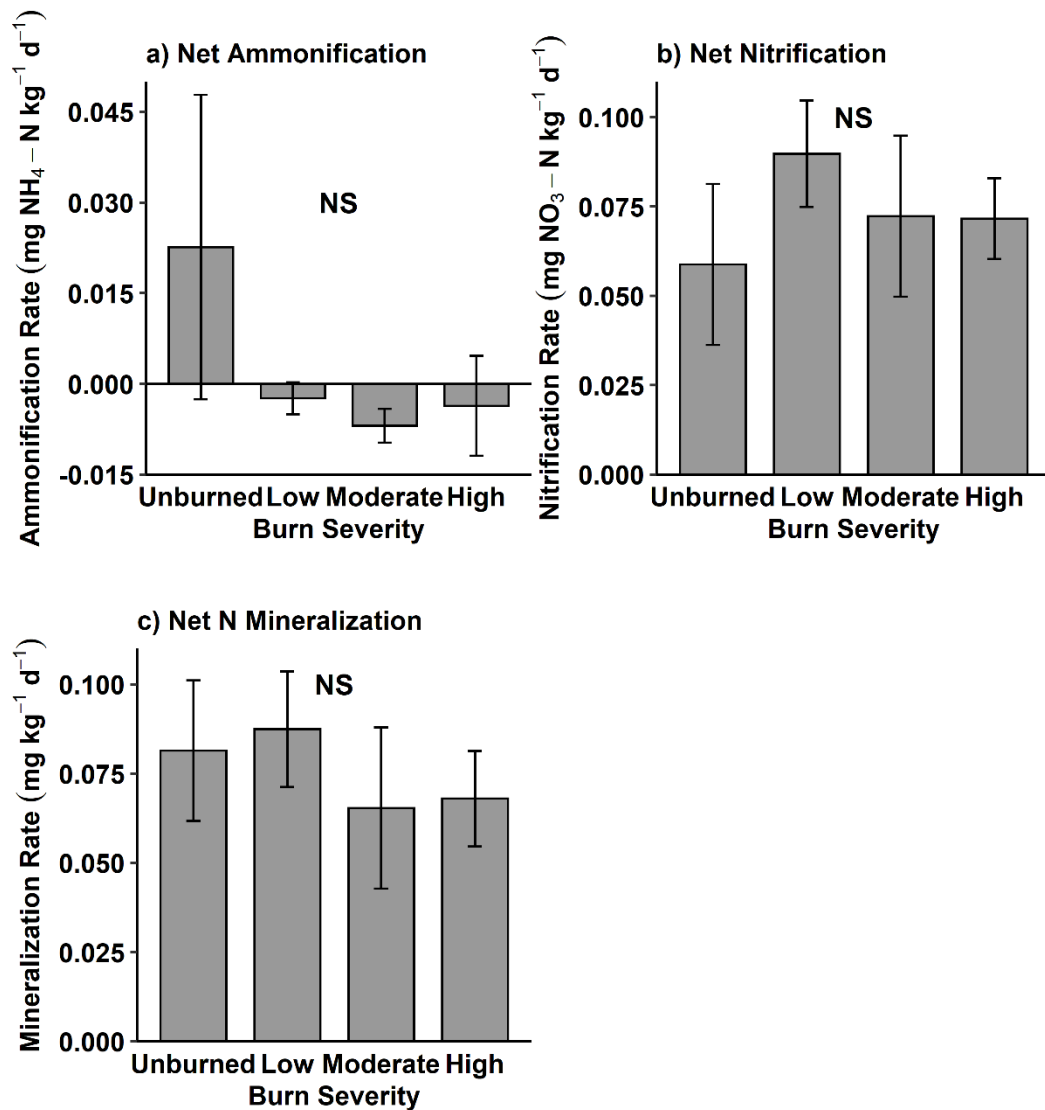 a) Net Ammonification
Ammonification Rate (mg NH₄ − N kg⁻¹ d⁻¹)
0.045
0.030
0.015
0.000
-0.015
NS
Unburned Low Moderate High
Burn Severity
b) Net Nitrification
Nitrification Rate (mg NO₃ − N kg⁻¹ d⁻¹)
0.100
0.075
0.050
0.025
0.000
NS
Unburned Low Moderate High
Burn Severity
c) Net N Mineralization
Mineralization Rate (mg kg⁻¹ d⁻¹)
0.100
0.075
0.050
0.025
0.000
NS
Unburned Low Moderate High
Burn Severity